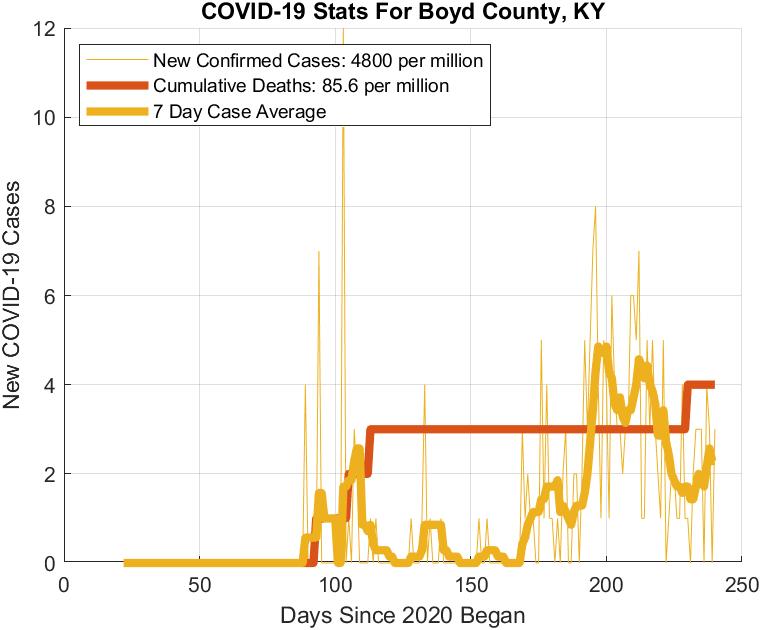 COVID-19 Stats For Boyd County, KY
New Confirmed Cases: 4800 per million
Cumulative Deaths: 85.6 per million
7 Day Case Average
New COVID-19 Cases
12
10
8
6
4
2
0
0 50 100 150 200 250
Days Since 2020 Began